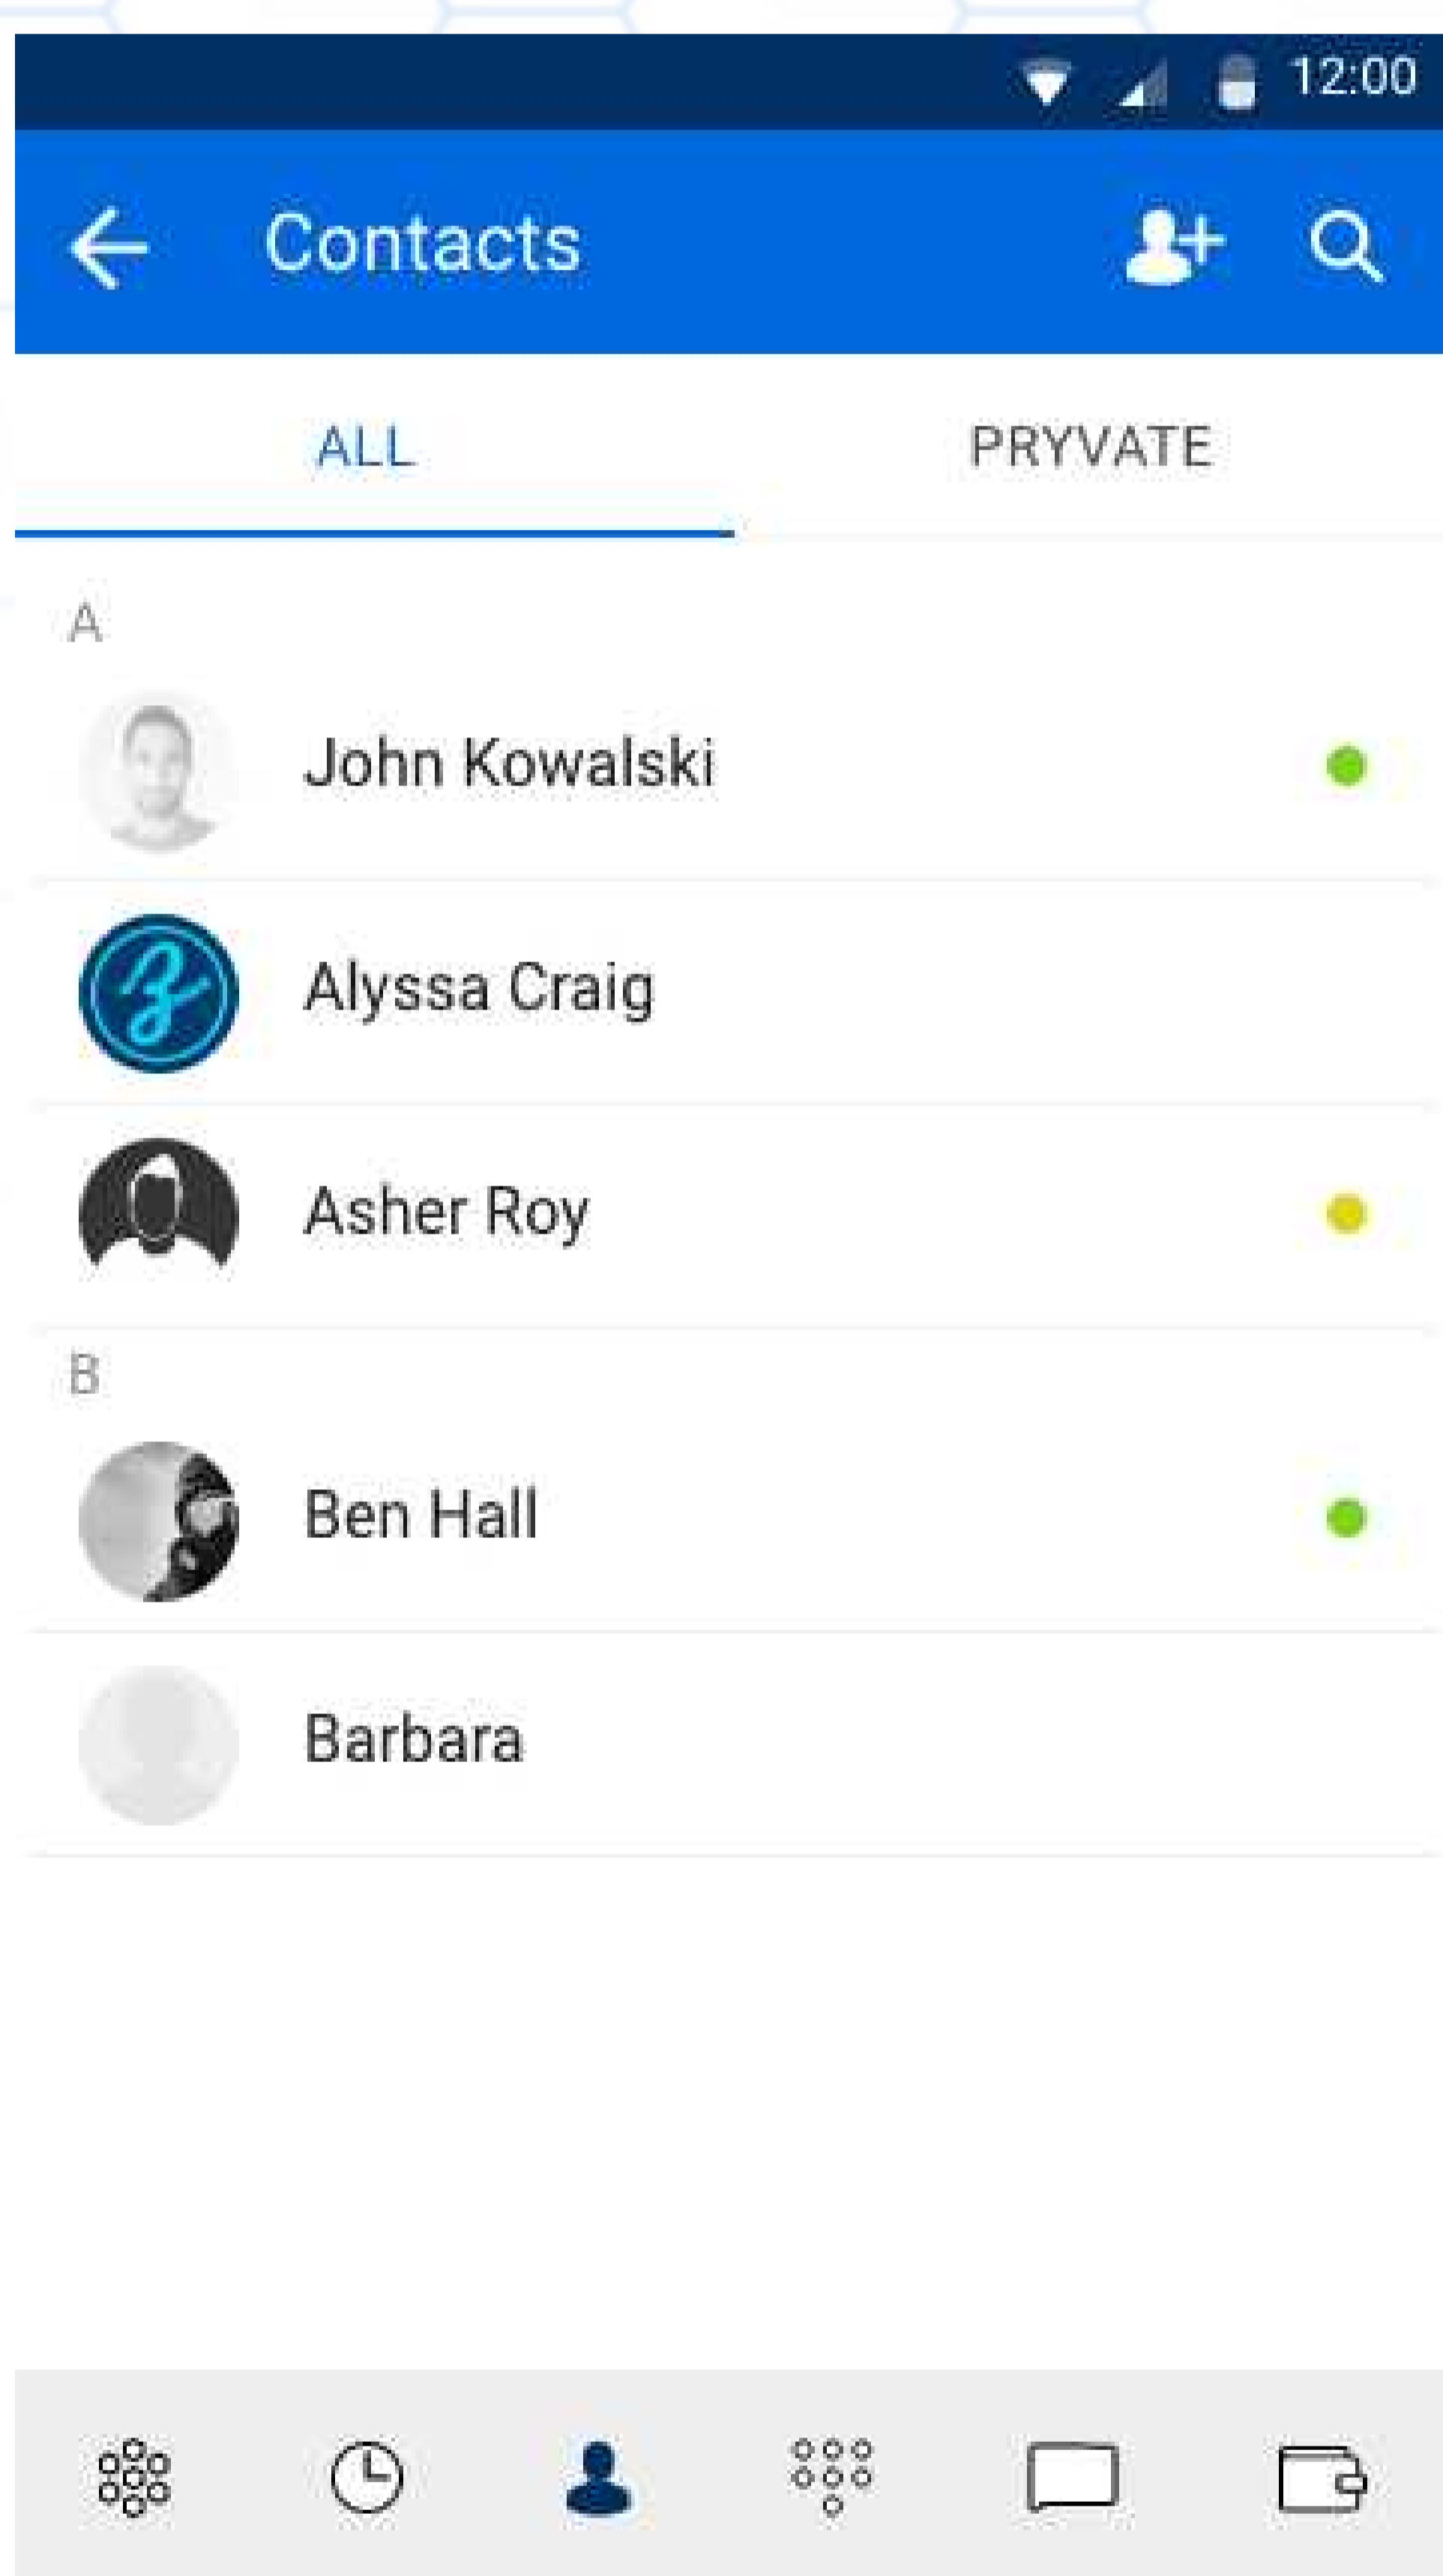 12:00
Contacts
ALL
PRYVATE
A
John Kowalski
Alyssa Craig
Asher Roy
B
Ben Hall
Barbara